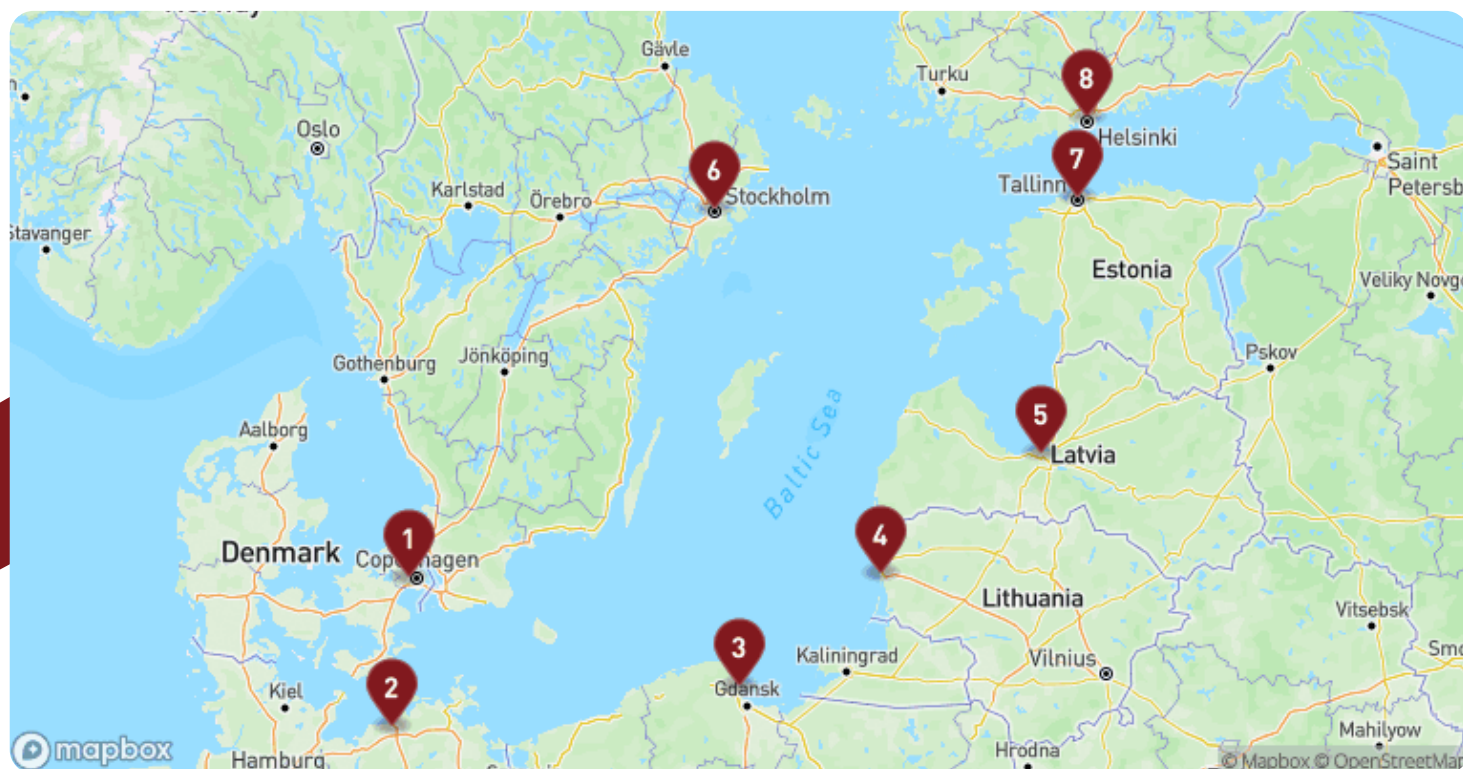 Gävle
Turku
8
Oslo
Helsinki
Saint
Petersb
7
6
Tallinn
Karlstad
Örebro
Stockholm
Stavanger
Estonia
Veliky Novgo
Gothenburg
Jönköping
Pskov
Aalborg
Baltic Sea
5
Latvia
1
4
Denmark
Copenhagen
Lithuania
Vitsebsk
3
Kaliningrad
Vilnius
Smo
2
Kiel
Gdansk
Mahilyow
mapbox
Hamburg
Hrodna
© Mapbox © OpenStreetMap